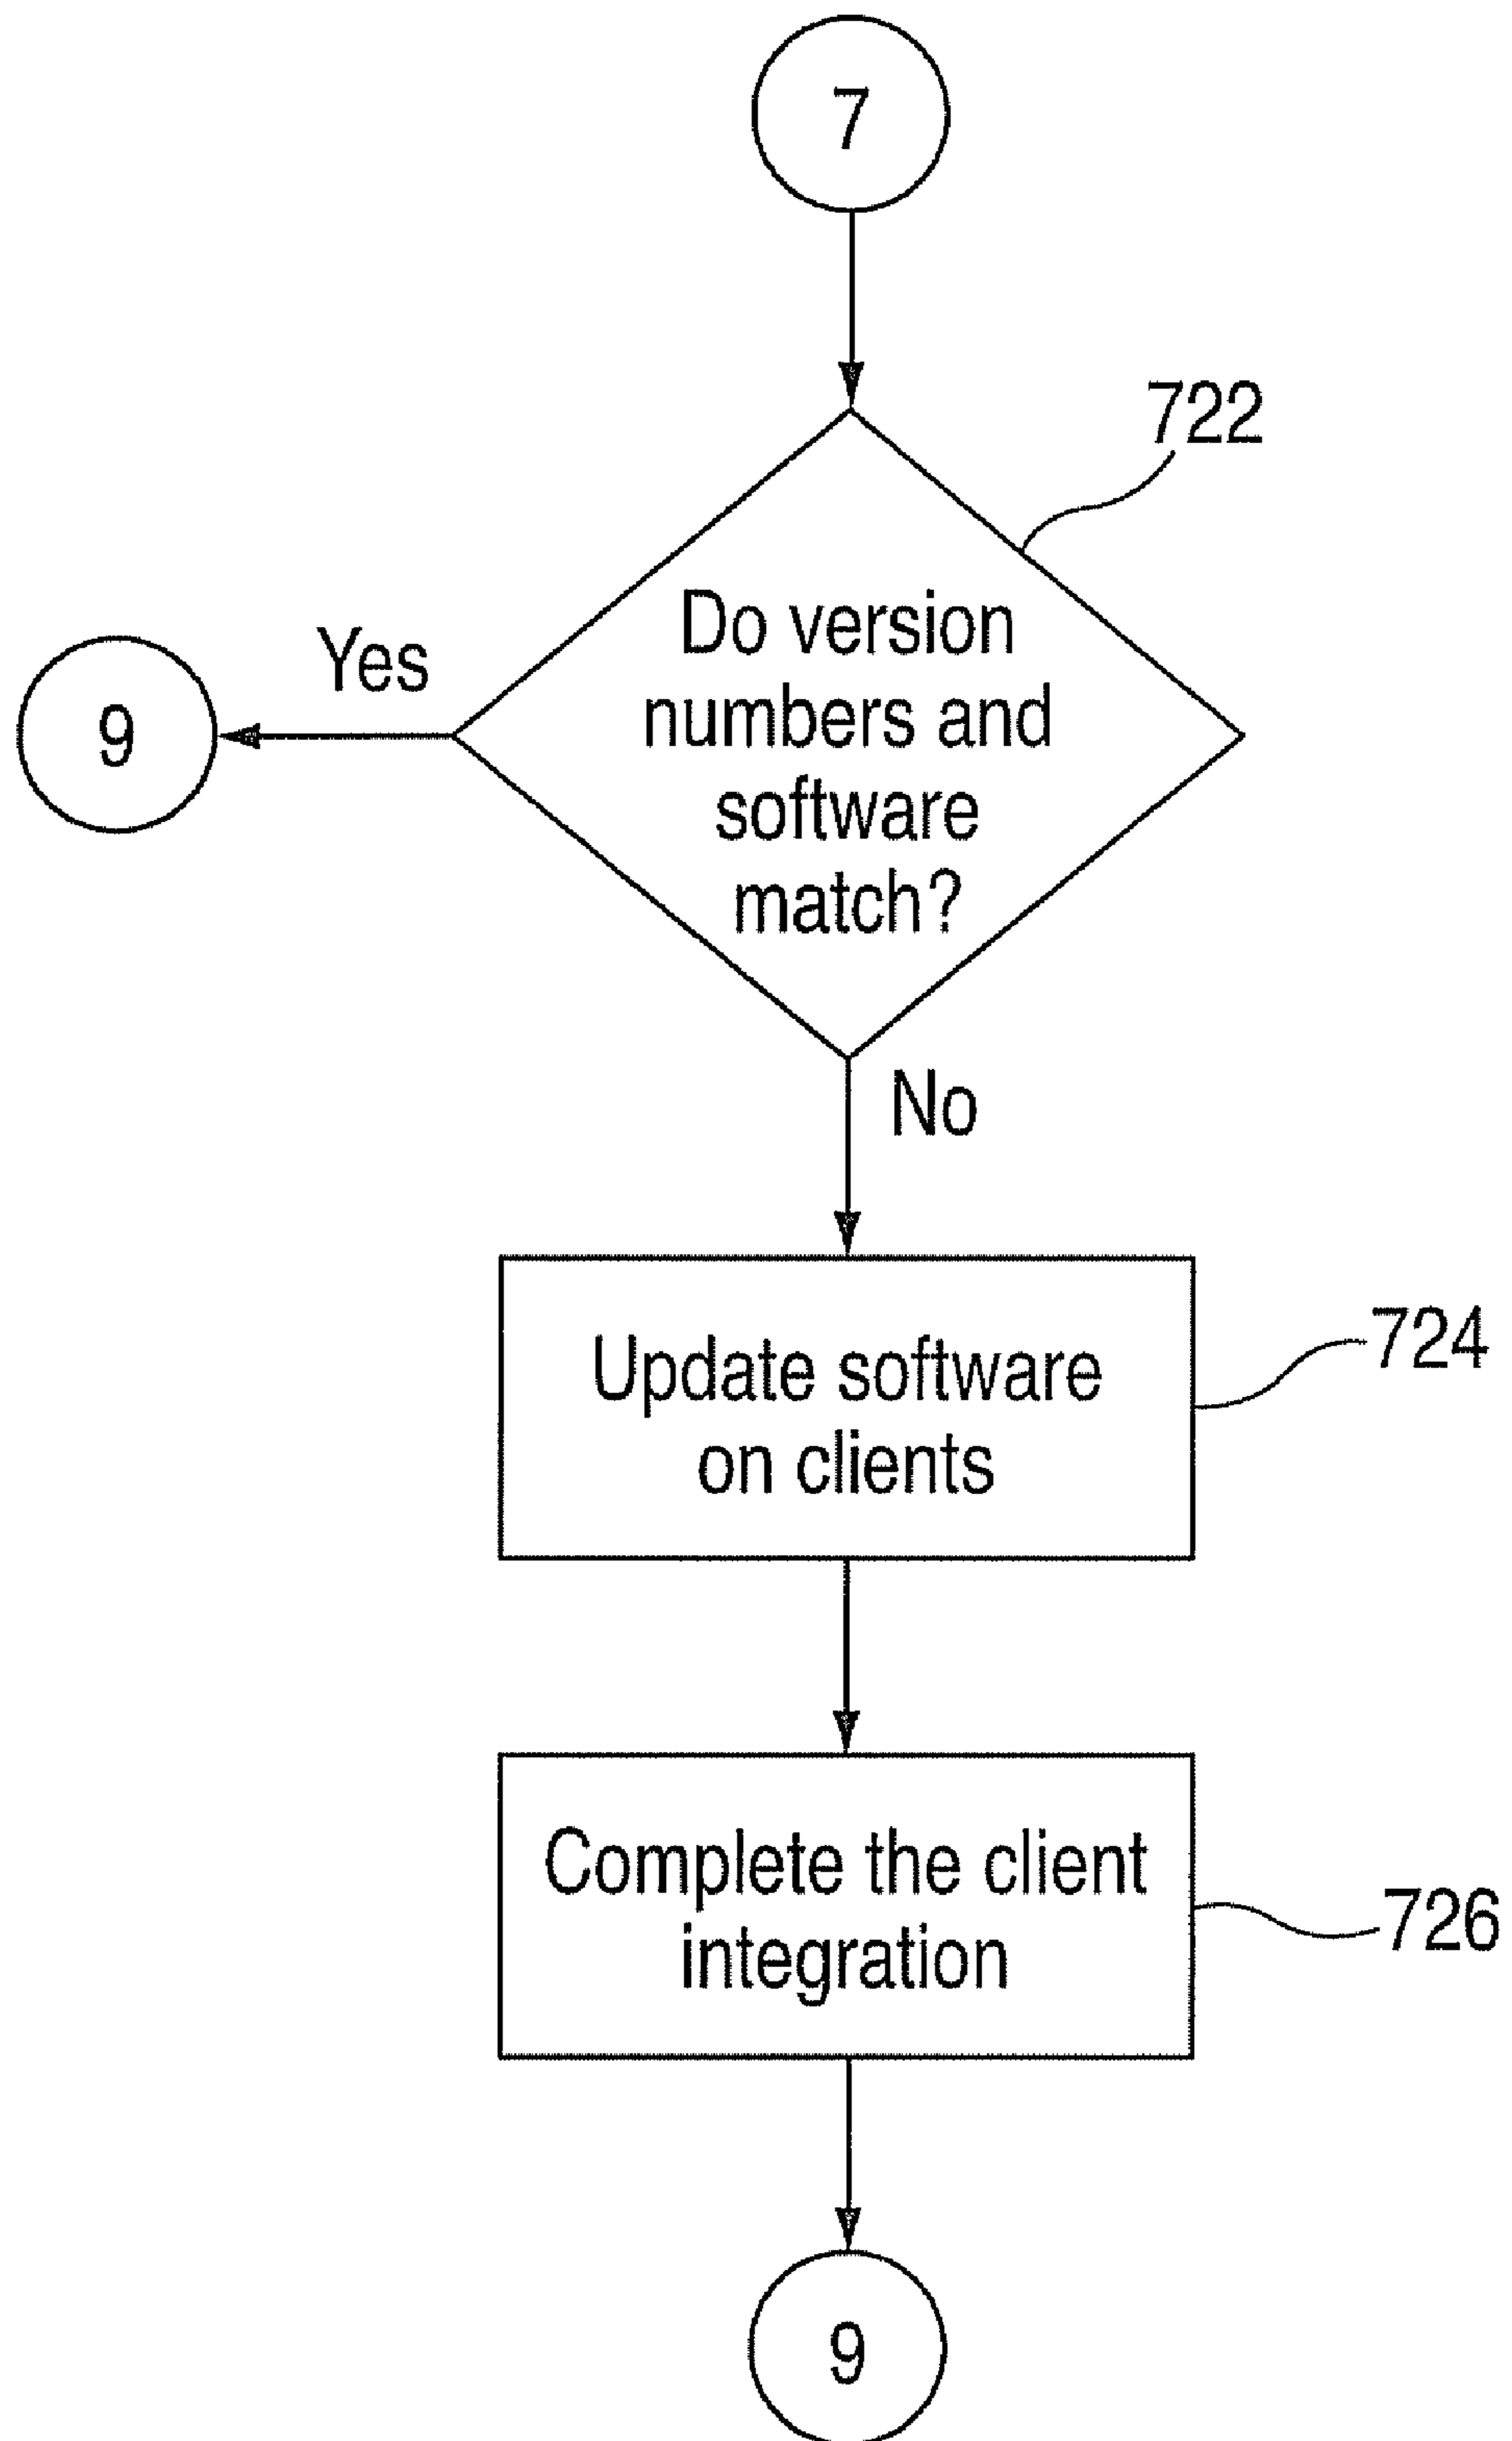 7
722
Do version
numbers and
software
match?
Yes
9
No
Update software
on clients
724
Complete the client
integration
726
9